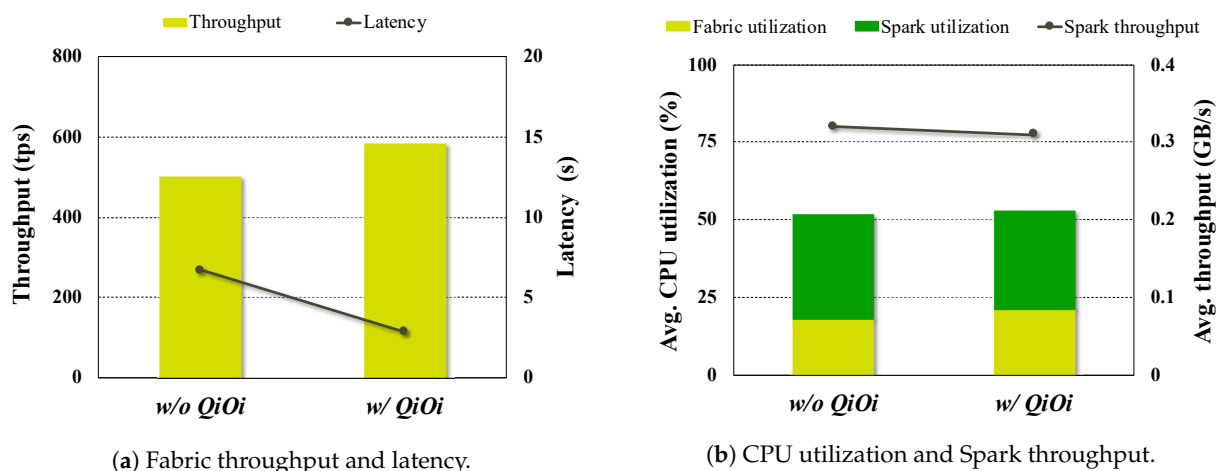 Throughput Latency
800
600
400
200
0
Throughput (tps)
20
15
10
5
0
Latency (s)
w/o QiOi w/ QiOi
(a) Fabric throughput and latency.
Fabric utilization Spark utilization Spark throughput
100
75
50
25
0
Avg. CPU utilization (%)
0.4
0.3
0.2
0.1
0
Avg. throughput (GB/s)
w/o QiOi w/ QiOi
(b) CPU utilization and Spark throughput.